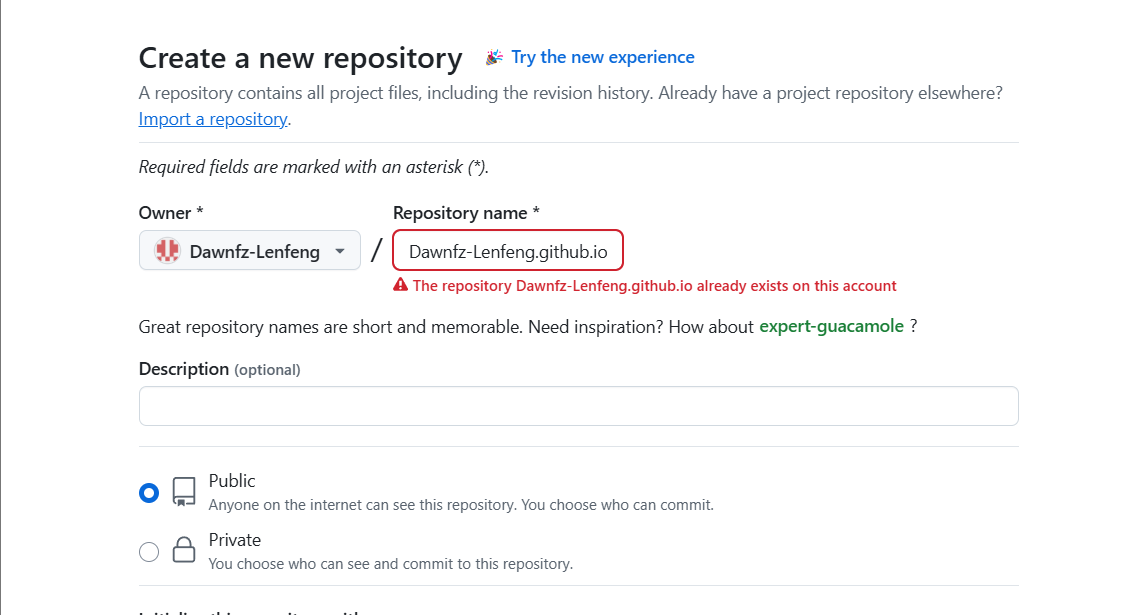 Create a new repository Try the new experience
A repository contains all project files, including the revision history. Already have a project repository elsewhere?
Import a repository.
Required fields are marked with an asterisk (*).
Owner * Repository name *
Dawnfz-Lenfeng / Dawnfz-Lenfeng.github.io
The repository Dawnfz-Lenfeng.github.io already exists on this account
Great repository names are short and memorable. Need inspiration? How about expert-guacamole ?
Description (optional)
Public
Anyone on the internet can see this repository. You choose who can commit.
Private
You choose who can see and commit to this repository.